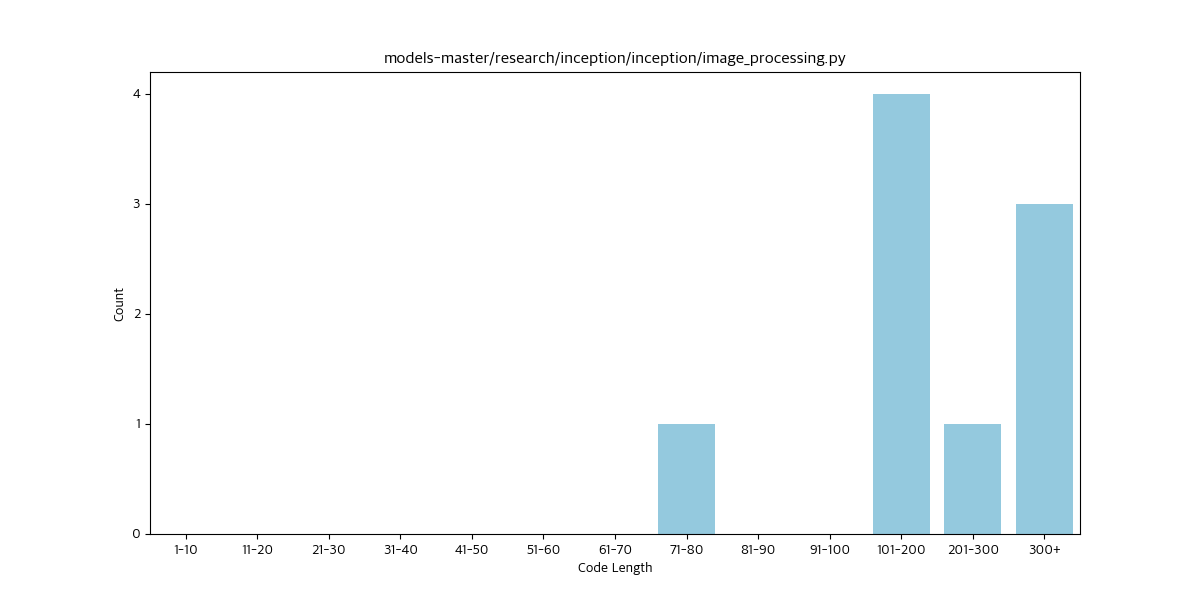 models-master/research/inception/inception/image_processing.py
4
3
2
1
0
Count
1-10 11-20 21-30 31-40 41-50 51-60 61-70 71-80 81-90 91-100 101-200 201-300 300+
Code Length